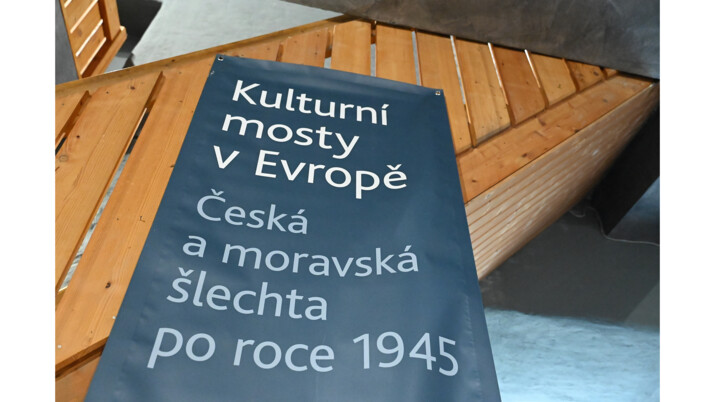 Kulturní
mosty
v Evropě
Česká
a moravská
šlechta
po roce 1945